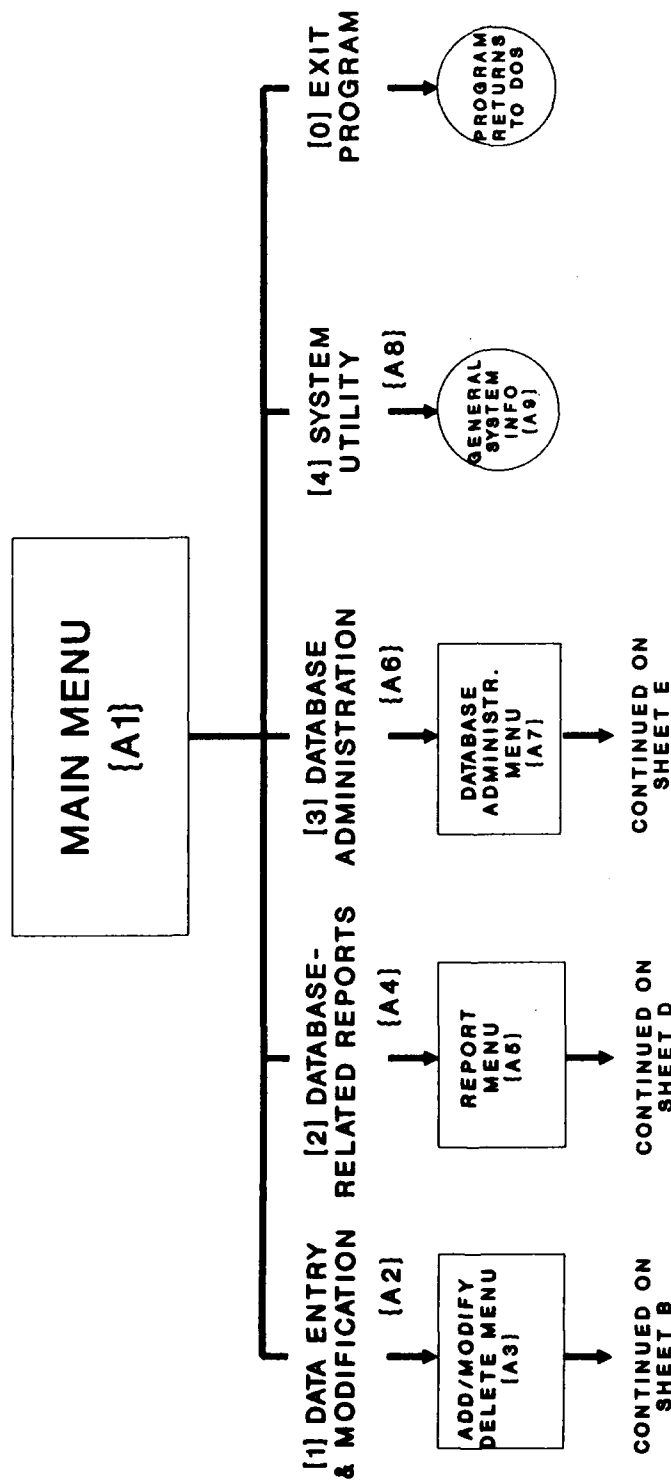 MAIN MENU
{A1}
[1] DATA ENTRY
& MODIFICATION
{A2}
ADD/MODIFY
DELETE MENU
{A3}
CONTINUED ON
SHEET B
[2] DATABASE-
RELATED REPORTS
{A4}
REPORT
MENU
{A5}
CONTINUED ON
SHEET D
[3] DATABASE
ADMINISTRATION
{A6}
DATABASE
ADMINISTR.
MENU
{A7}
CONTINUED ON
SHEET E
[4] SYSTEM
UTILITY
{A8}
GENERAL
SYSTEM
INFO
{A9}
[0] EXIT
PROGRAM
PROGRAM
RETURNS
TO DOS